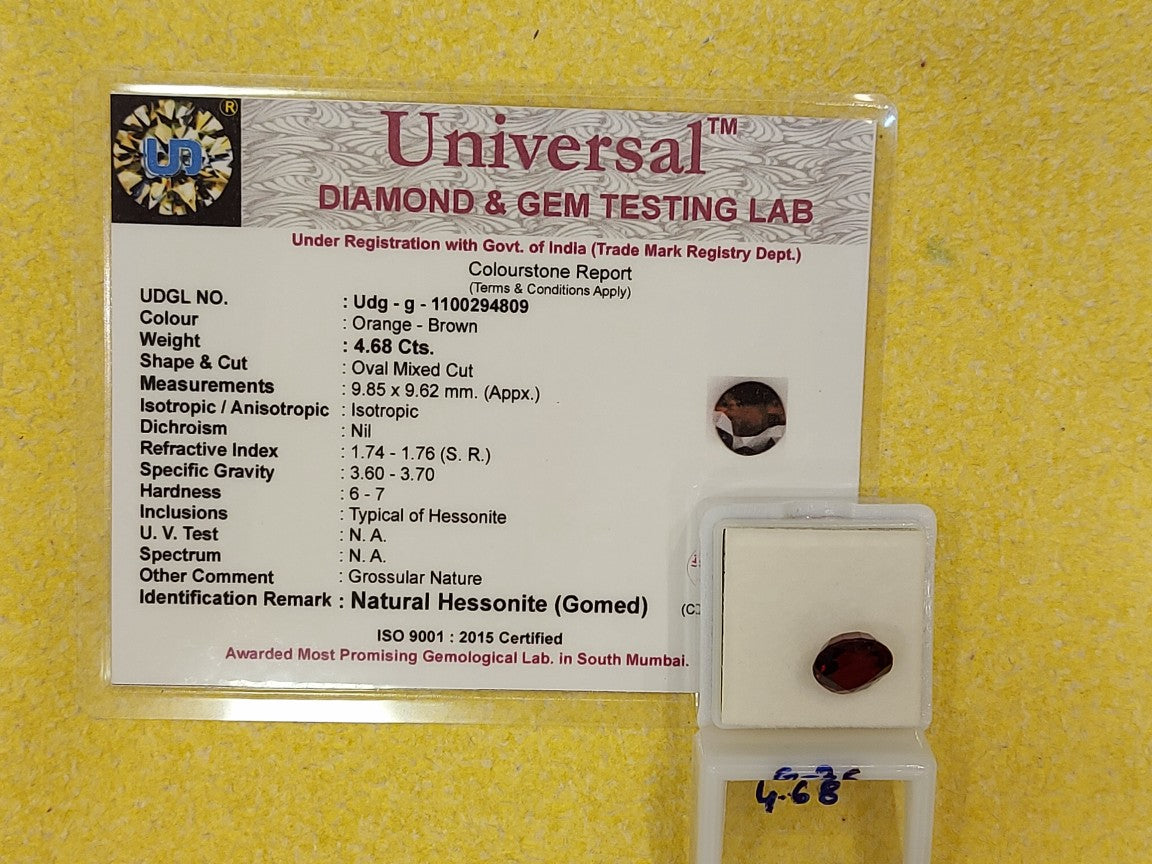 UD ®
Universal™
DIAMOND & GEM TESTING LAB
Under Registration with Govt. of India (Trade Mark Registry Dept.)
Colourstone Report
(Terms & Conditions Apply)
UDGL NO. : Udg - g - 1100294809
Colour : Orange - Brown
Weight : 4.68 Cts.
Shape & Cut : Oval Mixed Cut
Measurements : 9.85 x 9.62 mm. (Appx.)
Isotropic / Anisotropic : Isotropic
Dichroism : Nil
Refractive Index : 1.74 - 1.76 (S. R.)
Specific Gravity : 3.60 - 3.70
Hardness : 6 - 7
Inclusions : Typical of Hessonite
U. V. Test : N. A.
Spectrum : N. A.
Other Comment : Grossular Nature
Identification Remark : Natural Hessonite (Gomed)
ISO 9001 : 2015 Certified
Awarded Most Promising Gemological Lab. in South Mumbai.
4.68